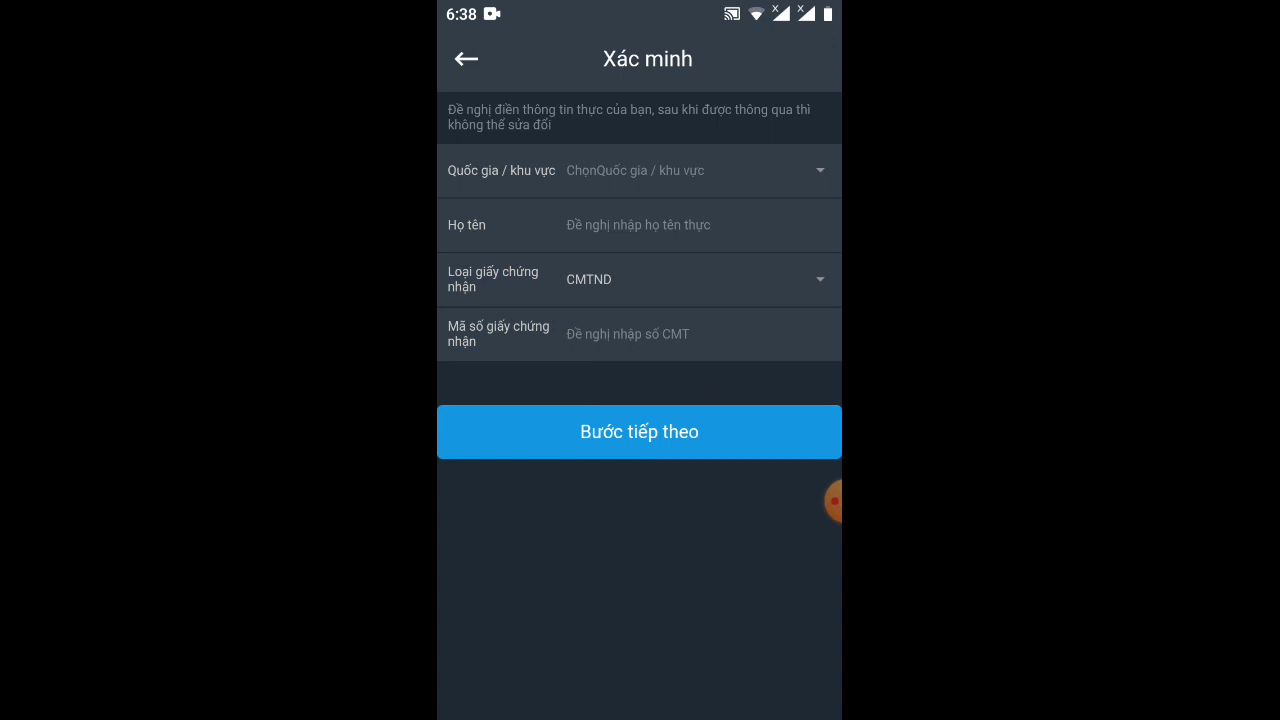 6:38
Xác minh
Đề nghị điền thông tin thực của bạn, sau khi được thông qua thì
không thể sửa đổi
Quốc gia / khu vực ChọnQuốc gia / khu vực
Họ tên Đề nghị nhập họ tên thực
Loại giấy chứng
nhận
CMTND
Mã số giấy chứng
nhận
Đề nghị nhập số CMT
Bước tiếp theo